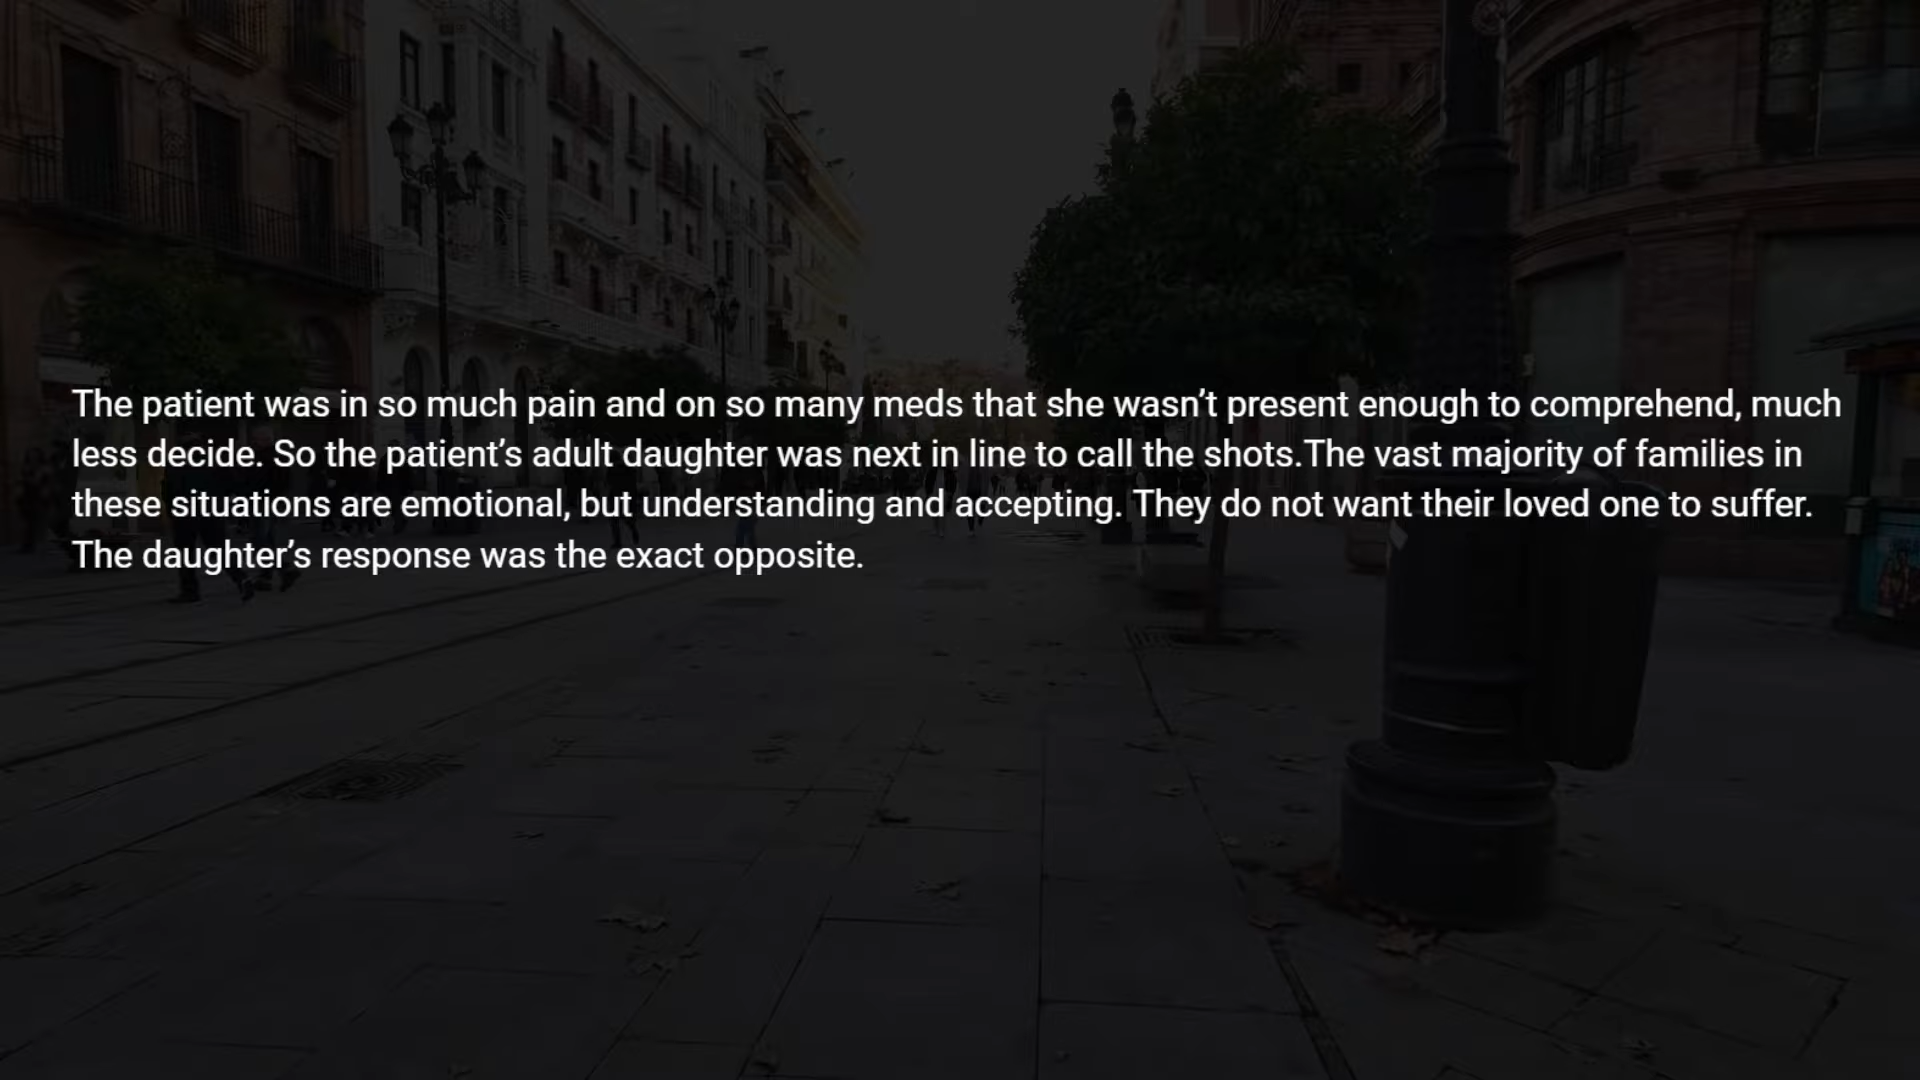 The patient was in so much pain and on so many meds that she wasn’t present enough to comprehend, much
less decide. So the patient’s adult daughter was next in line to call the shots.The vast majority of families in
these situations are emotional, but understanding and accepting. They do not want their loved one to suffer.
The daughter’s response was the exact opposite.